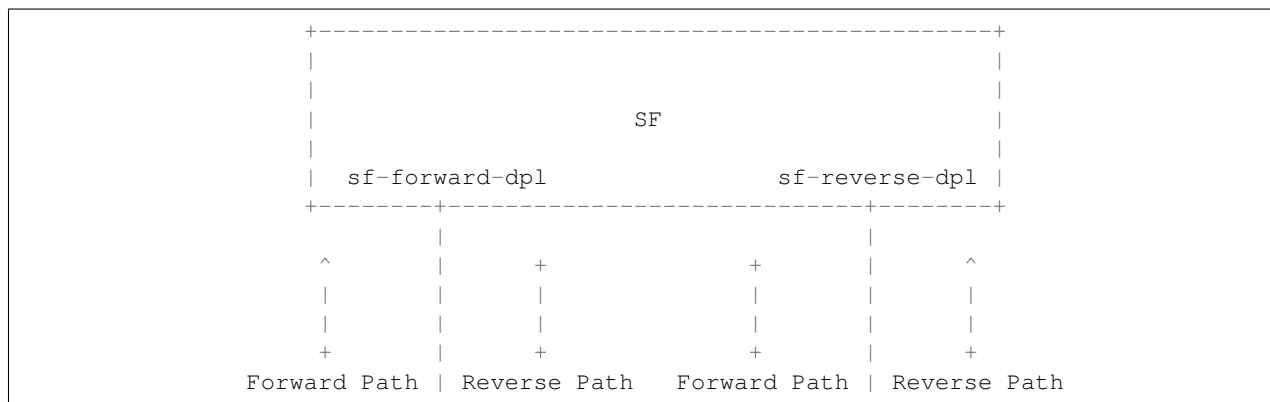 SF
sf-forward-dpl sf-reverse-dpl
Forward Path | Reverse Path Forward Path | Reverse Path